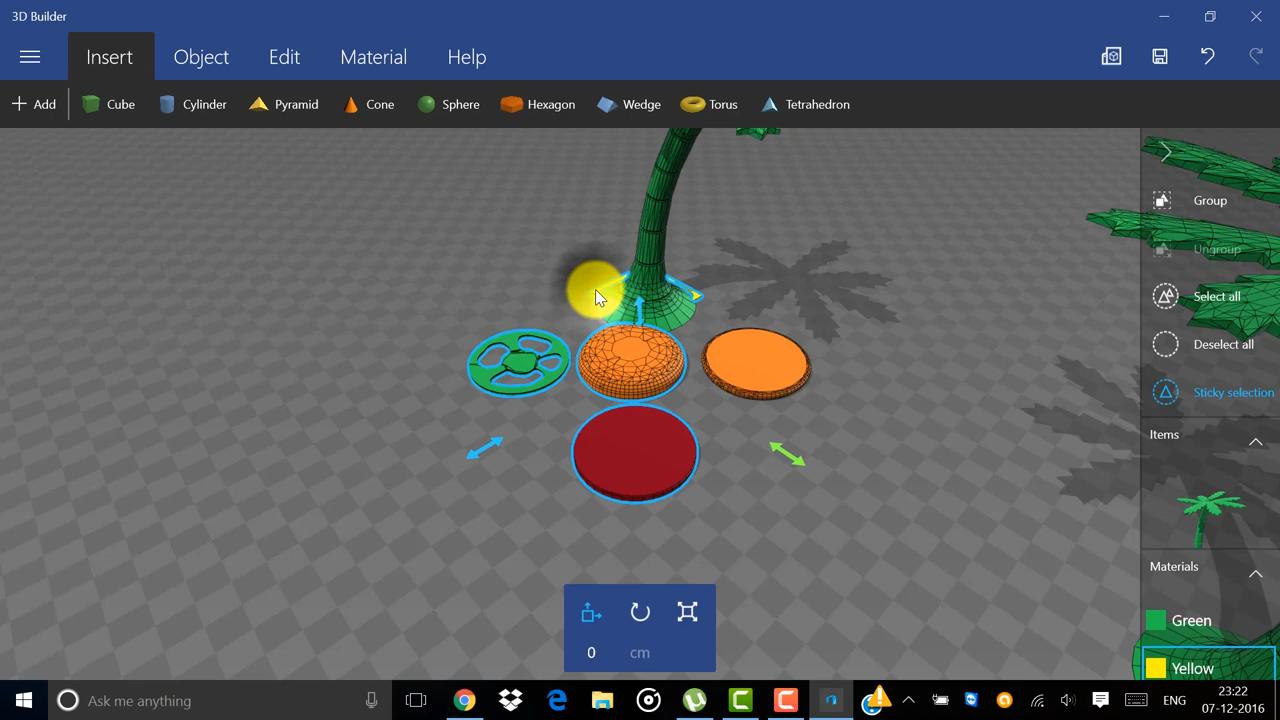 3D Builder
Insert Object Edit Material Help
Add Cube Cylinder Pyramid Cone Sphere Hexagon Wedge Torus Tetrahedron
Group
Ungroup
Select all
Deselect all
Sticky selection
Items
Materials
Green
Yellow
0 cm
Ask me anything
ENG
23:22
07-12-2016